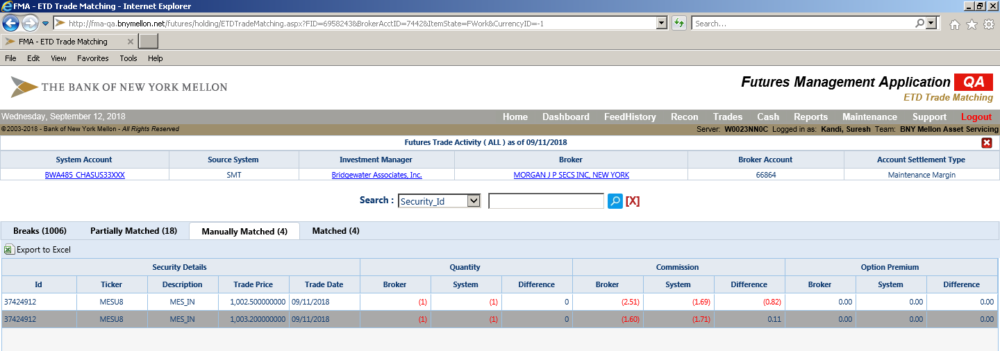 FMA - ETD Trade Matching - Internet Explorer
http://fma-qa.bnymellon.net/futures/holding/ETDTradeMatching.aspx?FID=6958243&BrokerAcctID=7442&ItemState=FWork&CurrencyID=-1 Search...
FMA - ETD Trade Matching
File Edit View Favorites Tools Help
THE BANK OF NEW YORK MELLON Futures Management Application QA
ETD Trade Matching
Wednesday, September 12, 2018 Home Dashboard FeedHistory Recon Trades Cash Reports Maintenance Support Logout
©2003-2018 - Bank of New York Mellon - All Rights Reserved Server: W0023NN0C Logged in as: Kandi, Suresh Team: BNY Mellon Asset Servicing
Futures Trade Activity ( ALL ) as of 09/11/2018
System Account Source System Investment Manager Broker Broker Account Account Settlement Type
BWA485_CHASUS33XXX SMT Bridgewater Associates, Inc. MORGAN J P SECS INC, NEW YORK 66864 Maintenance Margin
Search : Security_Id [X]
Breaks (1006) Partially Matched (18) Manually Matched (4) Matched (4)
Export to Excel
Security Details Quantity Commission Option Premium
Id Ticker Description Trade Price Trade Date Broker System Difference Broker System Difference Broker System Difference
37424912 MESU8 MES_IN 1,002.500000000 09/11/2018 (1) (1) 0 (2.51) (1.69) (0.82) 0.00 0.00 0.00
37424912 MESU8 MES_IN 1,003.200000000 09/11/2018 (1) (1) 0 (1.60) (1.71) 0.11 0.00 0.00 0.00